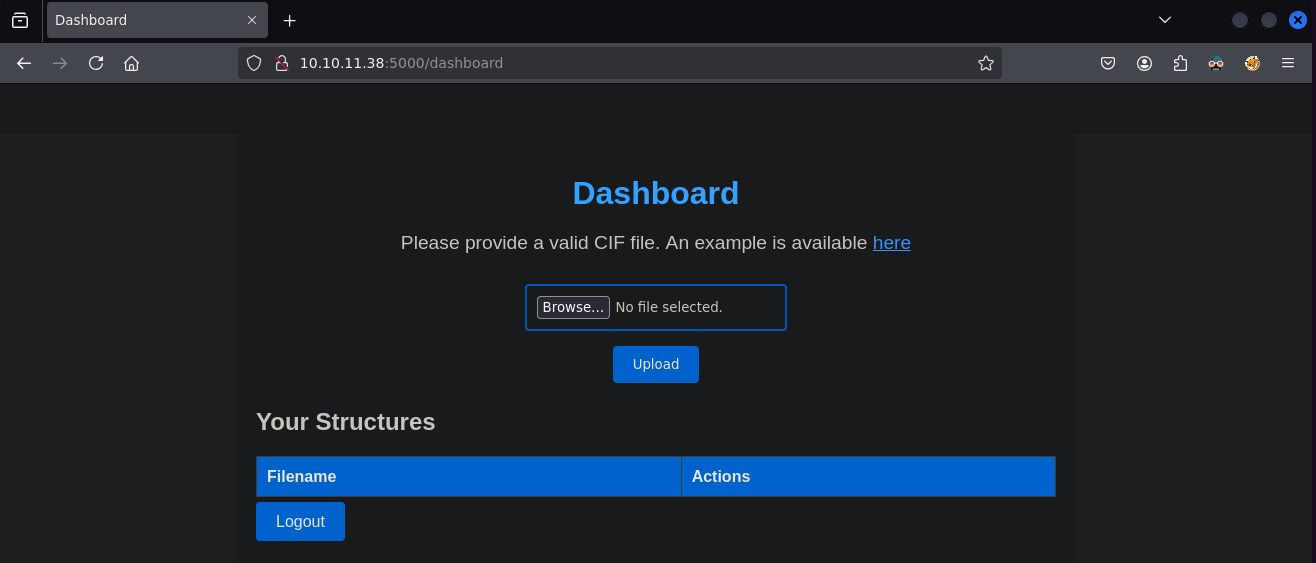 Dashboard
10.10.11.38:5000/dashboard
Dashboard
Please provide a valid CIF file. An example is available here
Browse... No file selected.
Upload
Your Structures
Filename Actions
Logout